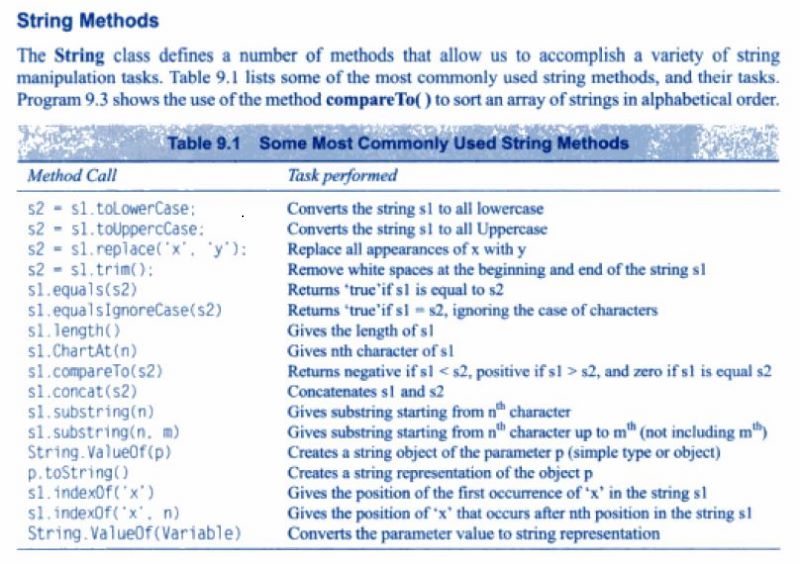 String Methods
The String class defines a number of methods that allow us to accomplish a variety of string
manipulation tasks. Table 9.1 lists some of the most commonly used string methods, and their tasks.
Program 9.3 shows the use of the method compareTo( ) to sort an array of strings in alphabetical order.
Table 9.1 Some Most Commonly Used String Methods
Method Call Task performed
s2 = s1.toLowerCase; Converts the string s1 to all lowercase
s2 = s1.toUppercCase; Converts the string s1 to all Uppercase
s2 = s1.replace('x', 'y'); Replace all appearances of x with y
s2 = s1.trim(); Remove white spaces at the beginning and end of the string s1
s1.equals(s2) Returns 'true'if s1 is equal to s2
s1.equalsIgnoreCase(s2) Returns 'true'if s1 = s2, ignoring the case of characters
s1.length() Gives the length of s1
s1.ChartAt(n) Gives nth character of s1
s1.compareTo(s2) Returns negative if s1 < s2, positive if s1 > s2, and zero if s1 is equal s2
s1.concat(s2) Concatenates s1 and s2
s1.substring(n) Gives substring starting from nth character
s1.substring(n, m) Gives substring starting from nth character up to mth (not including mth)
String.ValueOf(p) Creates a string object of the parameter p (simple type or object)
p.toString() Creates a string representation of the object p
s1.indexOf('x') Gives the position of the first occurrence of 'x' in the string s1
s1.indexOf('x', n) Gives the position of 'x' that occurs after nth position in the string s1
String.ValueOf(Variable) Converts the parameter value to string representation